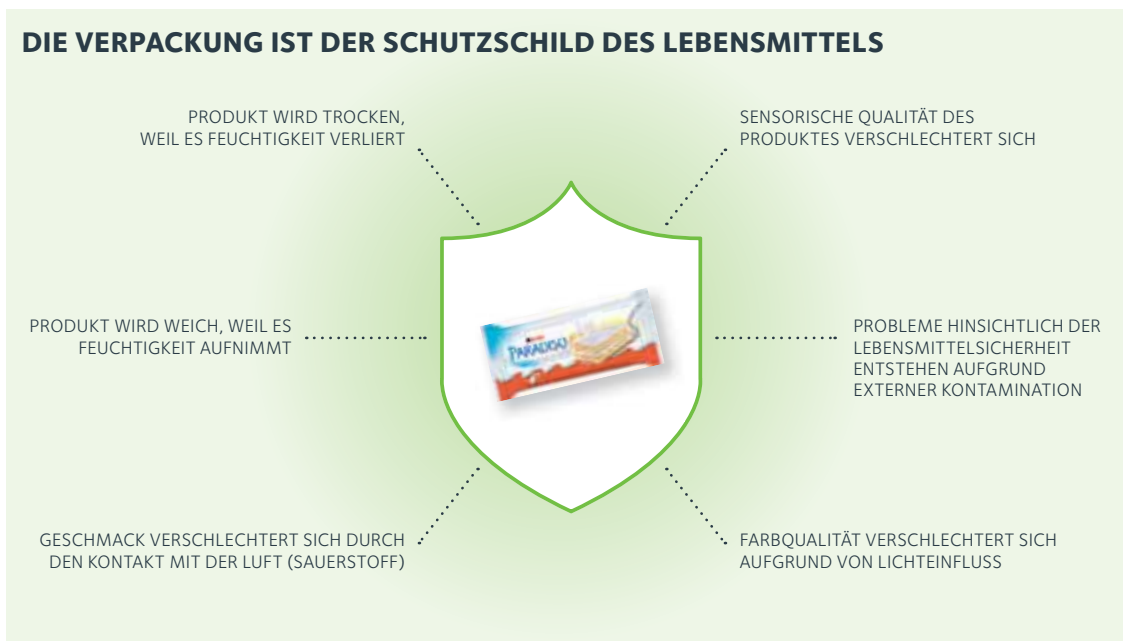 DIE VERPACKUNG IST DER SCHUTZSCHILD DES LEBENSMITTELS
PRODUKT WIRD TROCKEN,
WEIL ES FEUCHTIGKEIT VERLIERT
SENSORISCHE QUALITÄT DES
PRODUKTES VERSCHLECHTERT SICH
PRODUKT WIRD WEICH, WEIL ES
FEUCHTIGKEIT AUFNIMMT
PROBLEME HINSICHTLICH DER
LEBENSMITTELSICHERHEIT
ENTSTEHEN AUFGRUND
EXTERNER KONTAMINATION
GESCHMACK VERSCHLECHTERT SICH DURCH
DEN KONTAKT MIT DER LUFT (SAUERSTOFF)
FARBQUALITÄT VERSCHLECHTERT SICH
AUFGRUND VON LICHTEINFLUSS